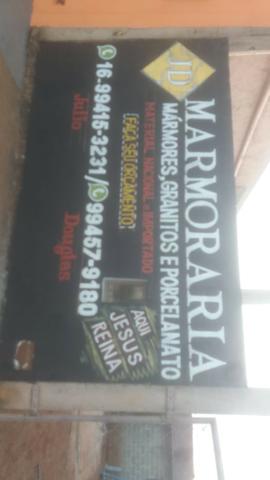 JD
MARMORARIA
MÁRMORES, GRANITOS E PORCELANATO
MATERIAL NACIONAL-IMPORTADO
FAÇA SEU ORÇAMENTO
16-99416-3231/99457-9180
Julio
Douglas
AQUI
JESUS
REINA